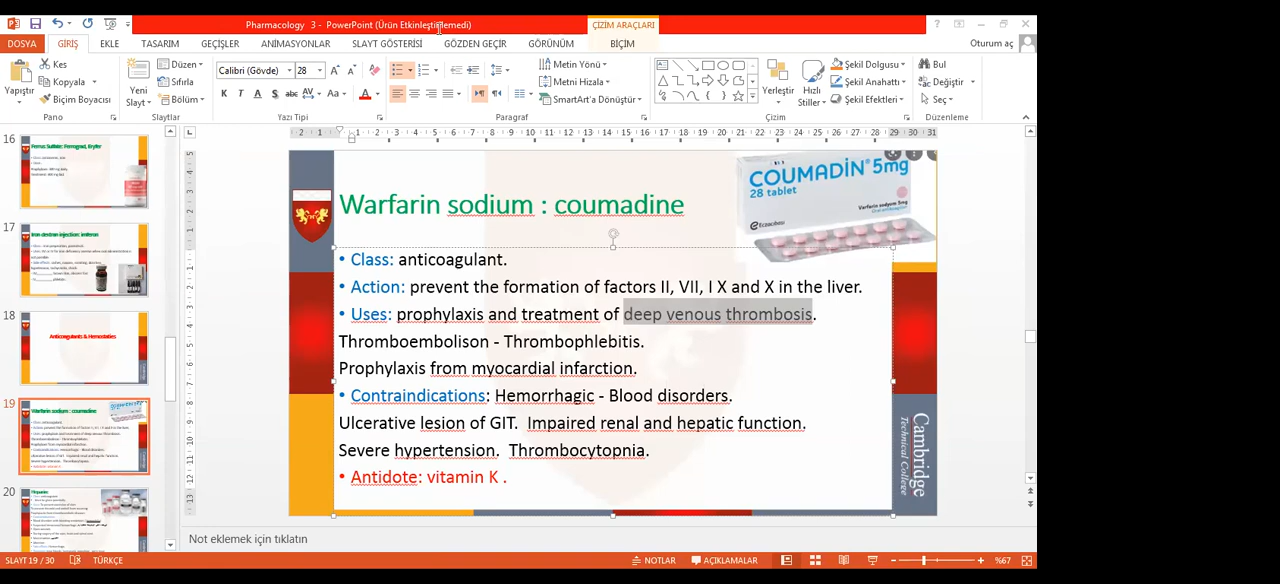 Pharmacology 3 - PowerPoint (Ürün Etkinleştirilemedi)
ÇİZİM ARAÇLARI
DOSYA GİRİŞ EKLE TASARIM GEÇİŞLER ANİMASYONLAR SLAYT GÖSTERİSİ GÖZDEN GEÇİR GÖRÜNÜM BİÇİM Oturum aç
Yapıştır
Kes
Kopyala
Biçim Boyacısı
Pano
Yeni
Slayt
Düzen
Sıfırla
Bölüm
Slaytlar
Calibri (Gövde) 28
K T A S abc AV Aa A
Yazı Tipi
Metin Yönü
Metni Hizala
SmartArt'a Dönüştür
Paragraf
Yerleştir
Hızlı
Stiller
Şekil Dolgusu
Şekil Anahattı
Şekil Efektleri
Çizim
Bul
Değiştir
Seç
Düzenleme
16
Ferrus Sulfate: Ferrograd, Eryfer
17
Iron dextran injection: imferon
18
Anticoagulants & Hemostatics
19
Warfarin sodium : coumadine
20
Heparine:
COUMADİN® 5mg
28 tablet
Warfarin sodium : coumadine
• Class: anticoagulant.
• Action: prevent the formation of factors II, VII, I X and X in the liver.
• Uses: prophylaxis and treatment of deep venous thrombosis.
Thromboembolison - Thrombophlebitis.
Prophylaxis from myocardial infarction.
• Contraindications: Hemorrhagic - Blood disorders.
Ulcerative lesion of GIT. Impaired renal and hepatic function.
Severe hypertension. Thrombocytopnia.
• Antidote: vitamin K .
Cambridge
Technical College
Not eklemek için tıklatın
SLAYT 19 / 30 TÜRKÇE NOTLAR AÇIKLAMALAR %67